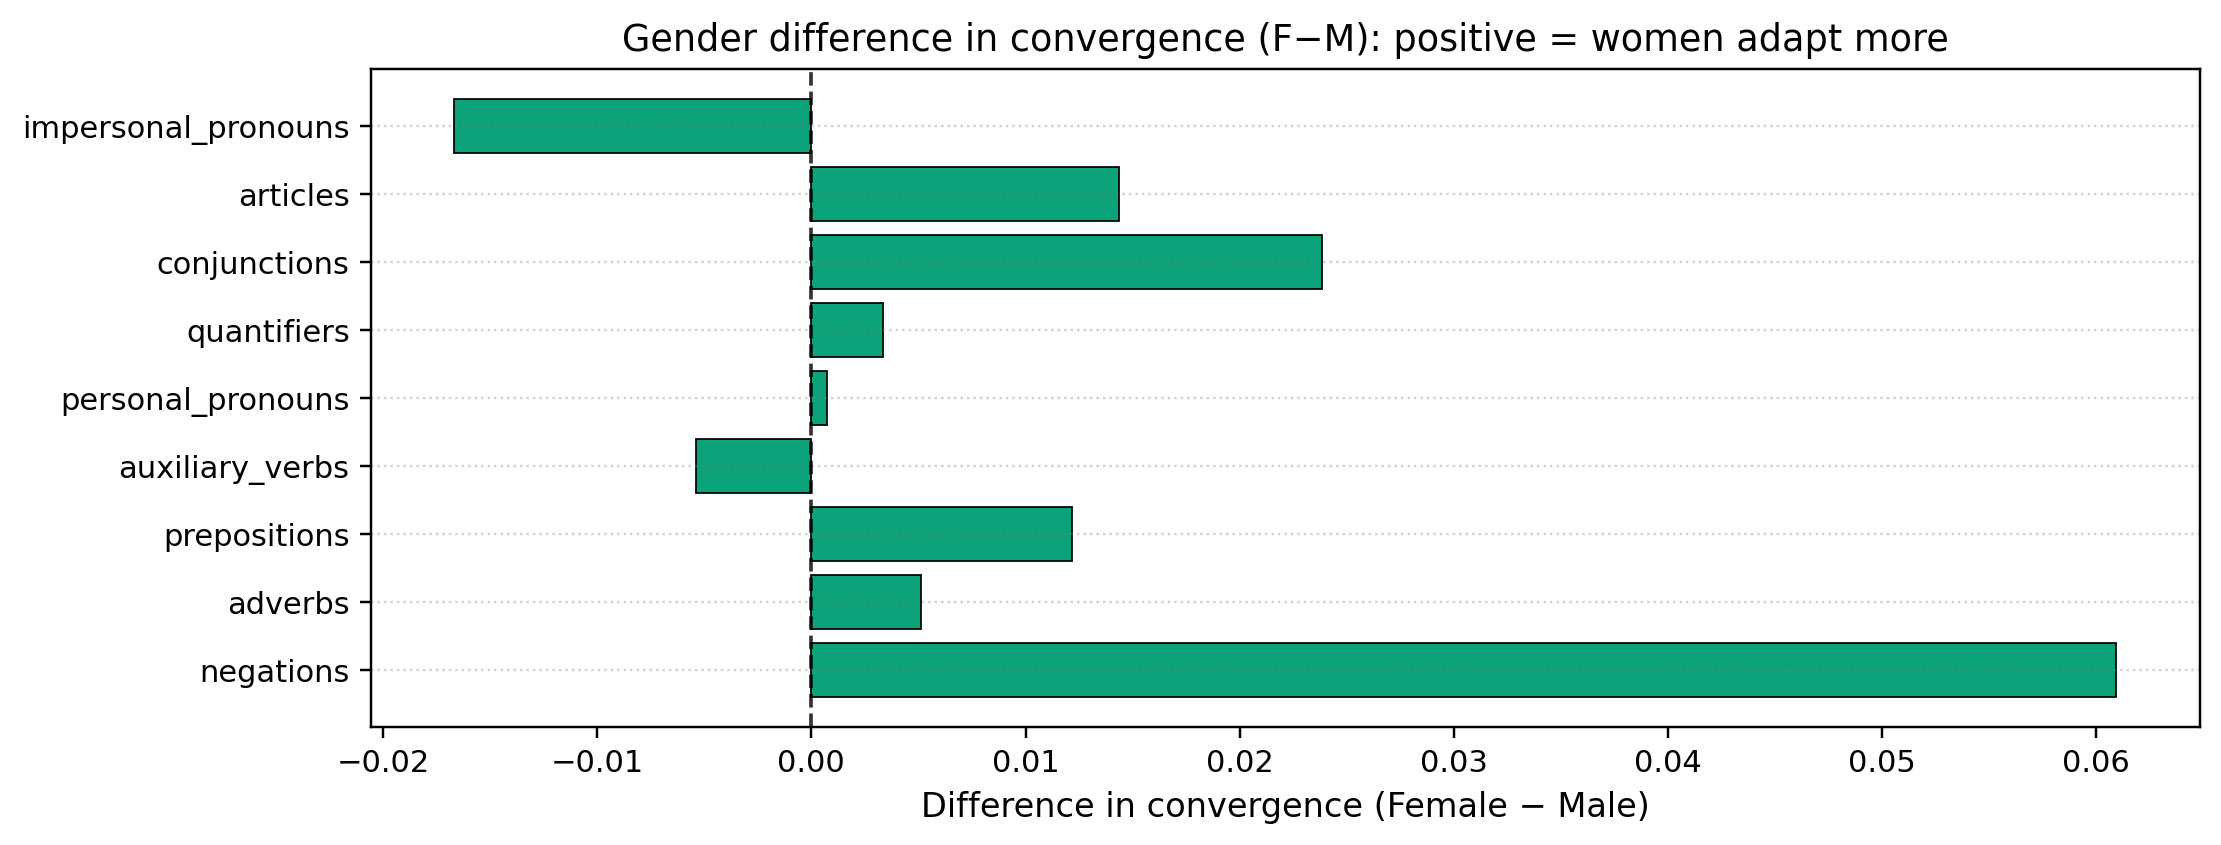 Gender difference in convergence (F−M): positive = women adapt more
impersonal_pronouns
articles
conjunctions
quantifiers
personal_pronouns
auxiliary_verbs
prepositions
adverbs
negations
−0.02 −0.01 0.00 0.01 0.02 0.03 0.04 0.05 0.06
Difference in convergence (Female − Male)